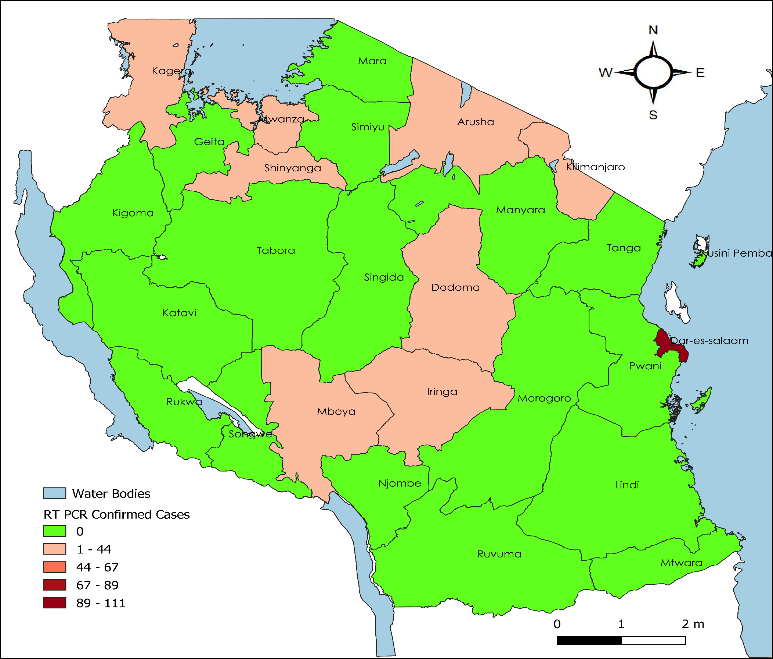 N
W E
S
Mara
Kagera
Arusha
Mwanza
Simiyu
Geita
Shinyanga
Kilimanjaro
Kigoma
Manyara
Tabora
Tanga
Kusini Pemba
Singida
Dodoma
Katavi
Dar-es-salaam
Pwani
Iringa
Morogoro
Rukwa
Mbeya
Songwe
Njombe
Lindi
Ruvuma
Mtwara
Water Bodies
RT PCR Confirmed Cases
0
1 - 44
44 - 67
67 - 89
89 - 111
0 1 2 m